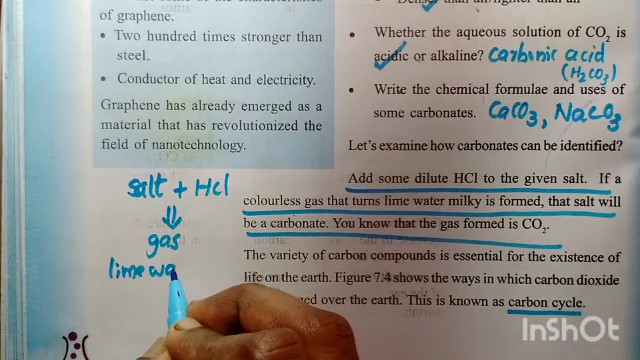 of graphene.
• Two hundred times stronger than
steel.
• Conductor of heat and electricity.
Graphene has already emerged as a
material that has revolutionized the
field of nanotechnology.
• Whether the aqueous solution of CO₂ is
acidic or alkaline? Carbonic acid
(H₂CO₃)
• Write the chemical formulae and uses of
some carbonates. CaCO₃, NaCO₃
Let's examine how carbonates can be identified?
Add some dilute HCl to the given salt. If a
colourless gas that turns lime water milky is formed, that salt will
be a carbonate. You know that the gas formed is CO₂.
The variety of carbon compounds is essential for the existence of
life on the earth. Figure 7.4 shows the ways in which carbon dioxide
over the earth. This is known as carbon cycle.
salt + Hcl
⇓
gas
lime wa
InShOt